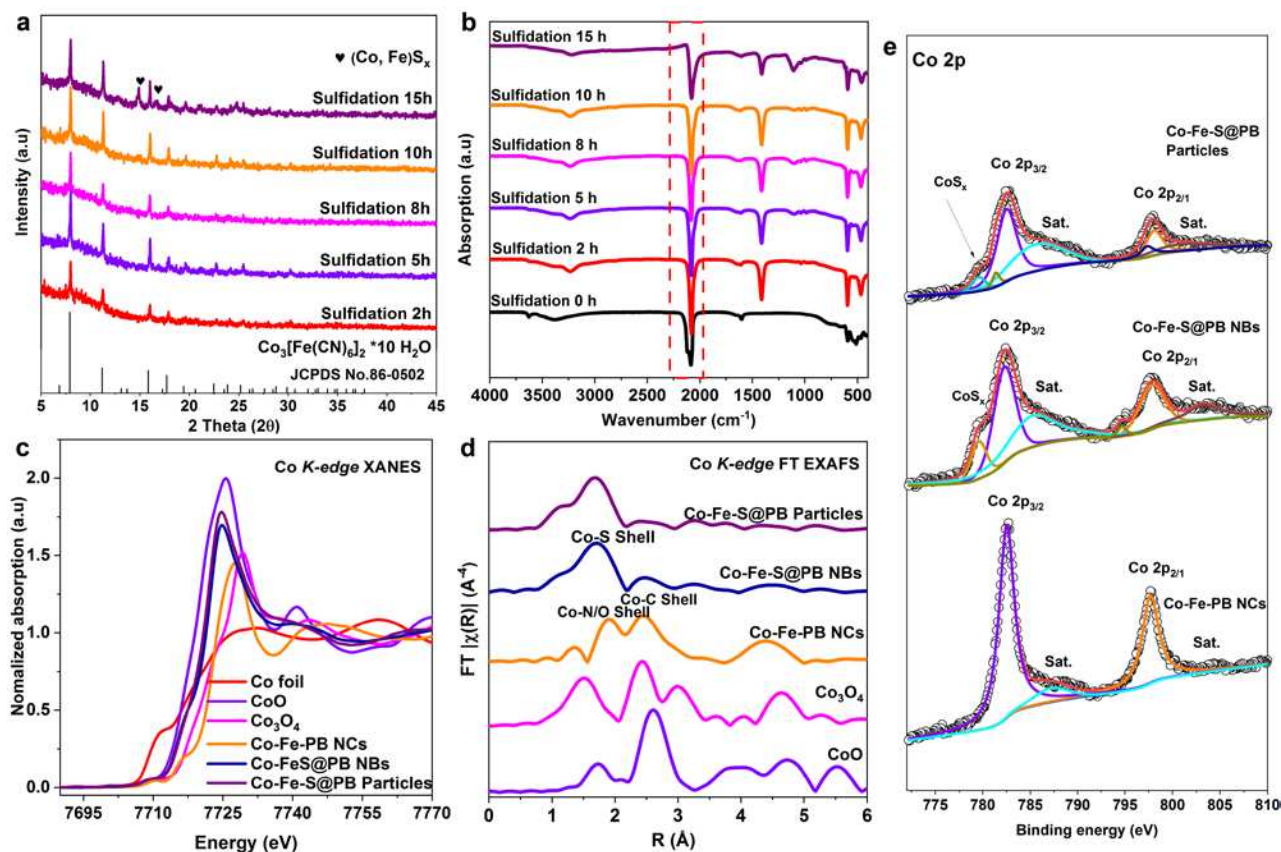 a
♥ (Co, Fe)Sₓ
Sulfidation 15h
Sulfidation 10h
Sulfidation 8h
Sulfidation 5h
Sulfidation 2h
Co₃[Fe(CN)₆]₂ *10 H₂O
JCPDS No.86-0502
Intensity (a.u)
5 10 15 20 25 30 35 40 45
2 Theta (2θ)
b
Sulfidation 15 h
Sulfidation 10 h
Sulfidation 8 h
Sulfidation 5 h
Sulfidation 2 h
Sulfidation 0 h
Absorption (a.u)
4000 3500 3000 2500 2000 1500 1000 500
Wavenumber (cm⁻¹)
c
Co K-edge XANES
2.0
1.5
1.0
0.5
0.0
Co foil
CoO
Co₃O₄
Co-Fe-PB NCs
Co-FeS@PB NBs
Co-Fe-S@PB Particles
Nomalized absorption (a.u)
7695 7710 7725 7740 7755 7770
Energy (eV)
d
Co K-edge FT EXAFS
Co-Fe-S@PB Particles
Co-S Shell
Co-Fe-S@PB NBs
Co-C Shell
Co-N/O Shell
Co-Fe-PB NCs
Co₃O₄
CoO
FT |χ(R)| (A⁻⁴)
0 1 2 3 4 5 6
R (Å)
e
Co 2p
Co-Fe-S@PB
Particles
Co 2p₃/₂
CoSₓ
Sat.
Co 2p₂/₁
Sat.
Co 2p₃/₂
Co-Fe-S@PB NBs
Co 2p₂/₁
CoSₓ
Sat.
Sat.
Co 2p₃/₂
Co 2p₂/₁
Co-Fe-PB NCs
Sat.
Sat.
775 780 785 790 795 800 805 810
Binding energy (eV)